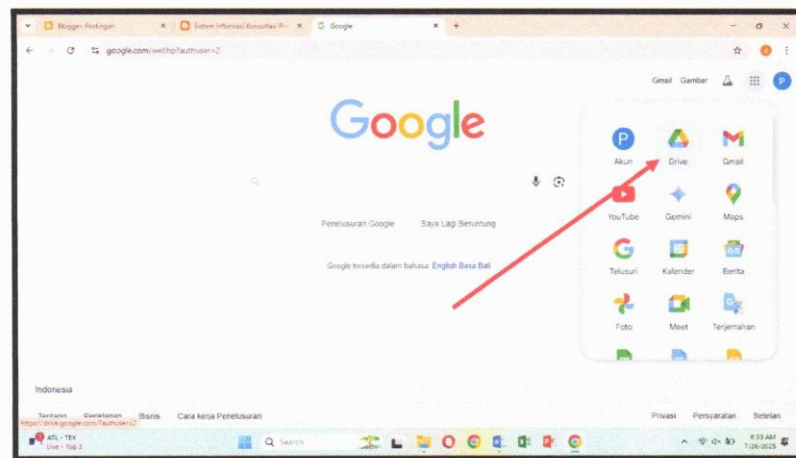 Blogger: Postingan
Sistem Informasi Konsultasi Pe
Google
google.com/webhp?authuser=2
Gmail Gambar
P
Google
P
Akun Drive Gmail
YouTube Gemini Maps
Telusuri Kalender Berita
Foto Meet Terjemahan
Penelusuran Google Saya Lagi Beruntung
Google tersedia dalam bahasa: English Basa Bali
Indonesia
Tentang Periklanan Bisnis Cara kerja Penelusuran
Privasi Persyaratan Setelan
https://drive.google.com/?authuser=2
ATL - TEX
Live - Top 3
Search
8:33 AM
7/26/2025